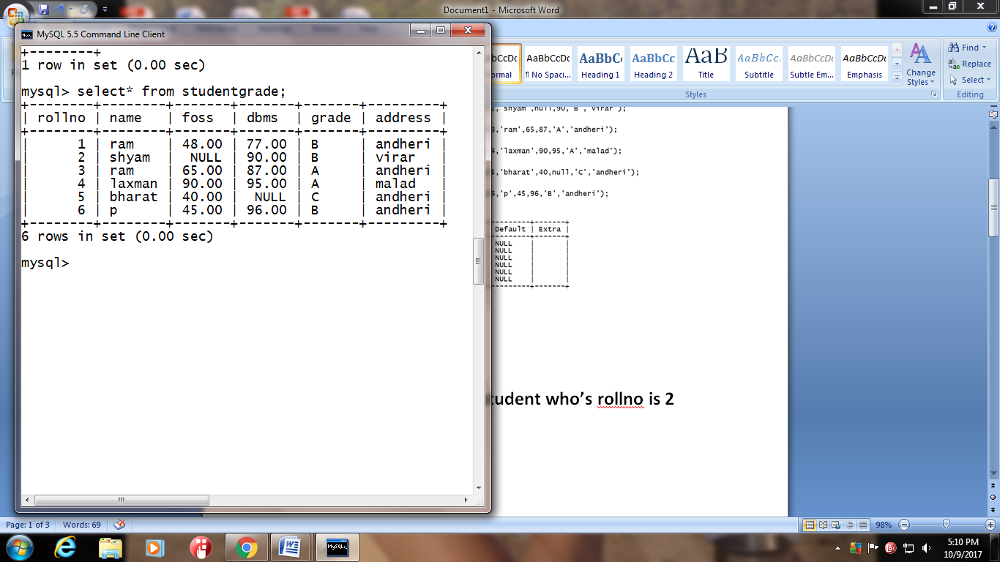 Document1 - Microsoft Word
MySQL 5.5 Command Line Client
+--------+
1 row in set (0.00 sec)
mysql> select* from studentgrade;
+--------+--------+-------+-------+-------+---------+
| rollno | name   | foss  | dbms  | grade | address |
+--------+--------+-------+-------+-------+---------+
|      1 | ram    | 48.00 | 77.00 | B     | andheri |
|      2 | shyam  |  NULL | 90.00 | B     | virar   |
|      3 | ram    | 65.00 | 87.00 | A     | andheri |
|      4 | laxman | 90.00 | 95.00 | A     | malad   |
|      5 | bharat | 40.00 |  NULL | C     | andheri |
|      6 | p      | 45.00 | 96.00 | B     | andheri |
+--------+--------+-------+-------+-------+---------+
6 rows in set (0.00 sec)
mysql>
bCcDc AaBbCcDc AaBbC AaBbCc AaB AaBbCc. AaBbCcDc AaBbCcDc
ormal ¶ No Spaci... Heading 1 Heading 2 Title Subtitle Subtle Em... Emphasis
Change Styles
Find
Replace
Select
Styles
Editing
2,'shyam',null,90,'B','virar');
3,'ram',65,87,'A','andheri');
4,'laxman',90,95,'A','malad');
5,'bharat',40,null,'C','andheri');
6,'p',45,96,'B','andheri');
---------+-------+
Default | Extra |
---------+-------+
NULL    |       |
NULL    |       |
NULL    |       |
NULL    |       |
NULL    |       |
NULL    |       |
---------+-------+
tudent who's rollno is 2
Page: 1 of 3 Words: 69
98%
MySQL
5:10 PM
10/9/2017